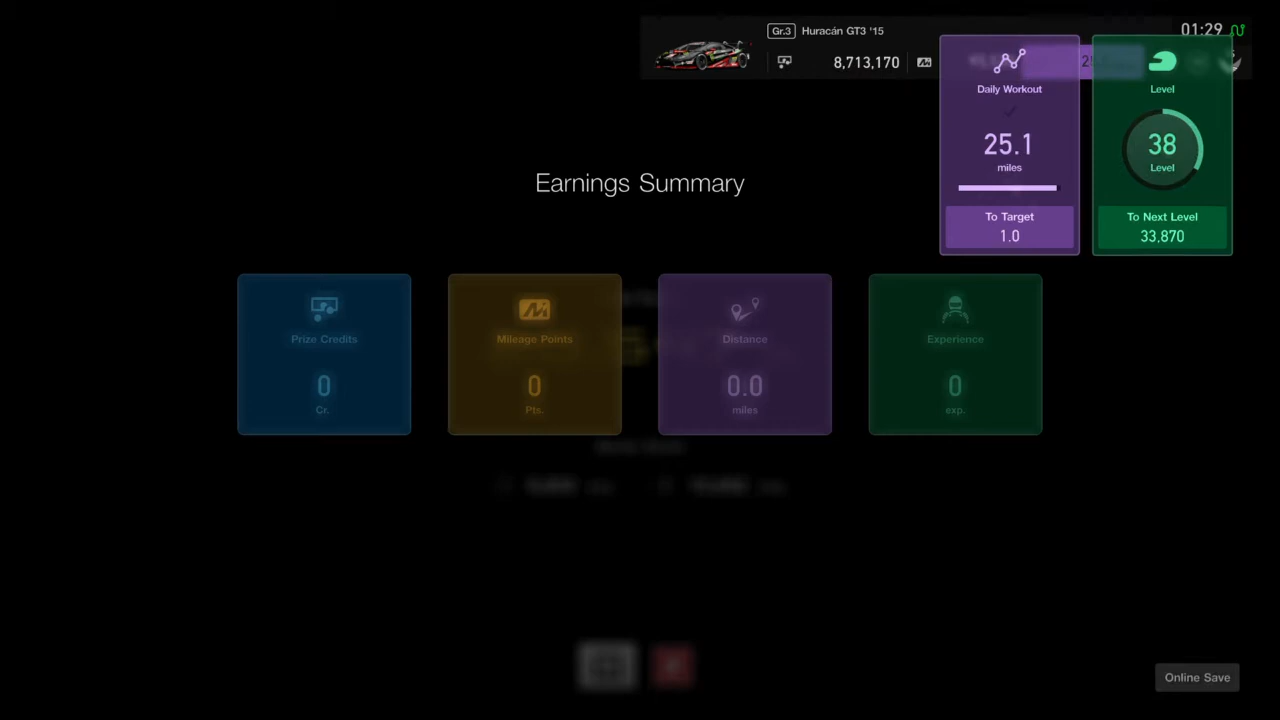 Gr.3 Huracán GT3 '15
01:29
8,713,170
Daily Workout
25.1
miles
To Target
1.0
Level
38
Level
To Next Level
33,870
Earnings Summary
Prize Credits
0
Cr.
Mileage Points
0
Pts.
Distance
0.0
miles
Experience
0
exp.
Online Save